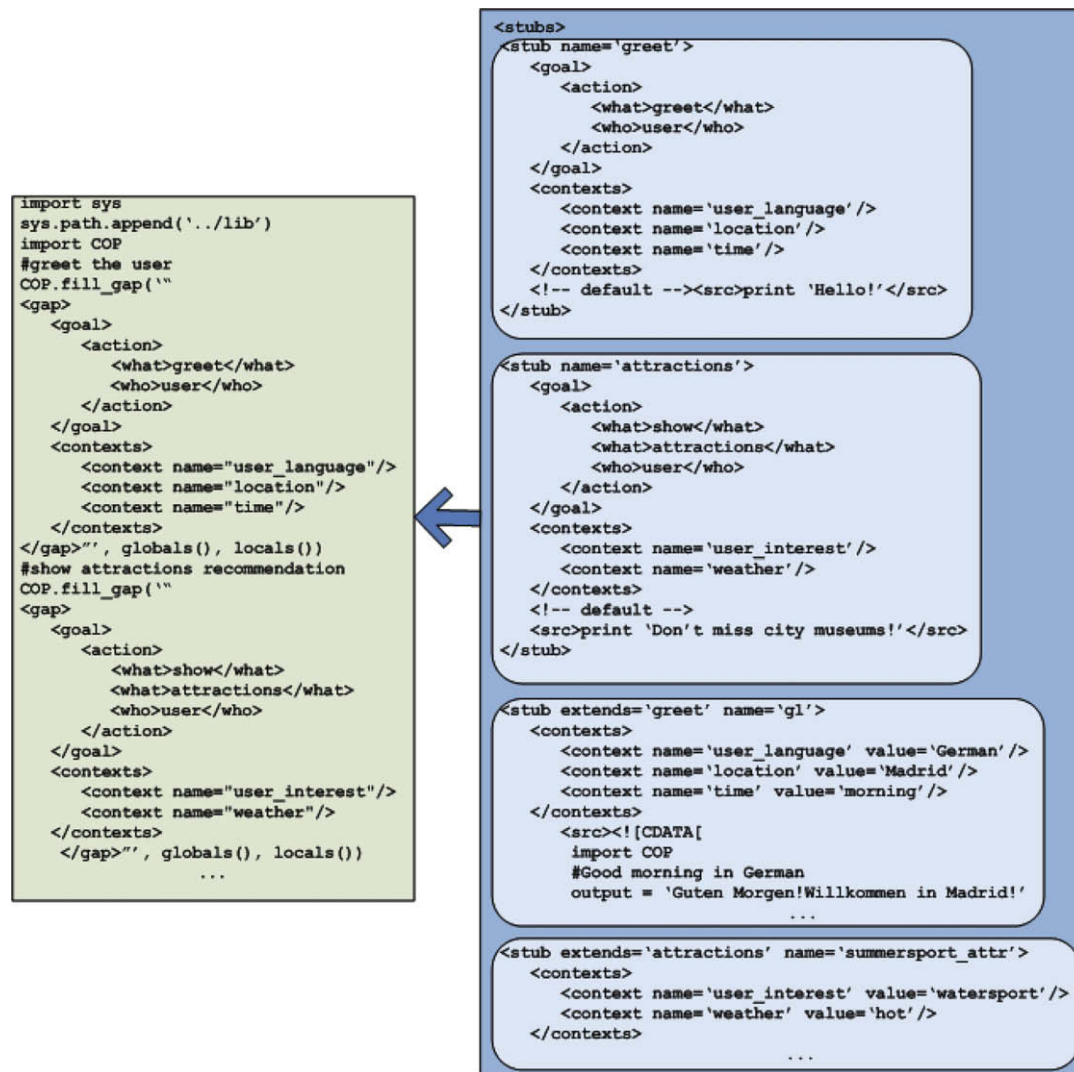 import sys
sys.path.append(‘../lib’)
import COP
#greet the user
COP.fill_gap(‘“
<gap>
<goal>
<action>
<what>greet</what>
<who>user</who>
</action>
</goal>
<contexts>
<context name="user_language"/>
<context name="location"/>
<context name="time"/>
</contexts>
</gap>”’, globals(), locals())
#show attractions recommendation
COP.fill_gap(‘“
<gap>
<goal>
<action>
<what>show</what>
<what>attractions</what>
<who>user</who>
</action>
</goal>
<contexts>
<context name="user_interest"/>
<context name="weather"/>
</contexts>
</gap>”’, globals(), locals())
...
<stubs>
<stub name=‘greet’>
<goal>
<action>
<what>greet</what>
<who>user</who>
</action>
</goal>
<contexts>
<context name=‘user_language’/>
<context name=‘location’/>
<context name=‘time’/>
</contexts>
<!-- default --><src>print ‘Hello!’</src>
</stub>
<stub name=‘attractions’>
<goal>
<action>
<what>show</what>
<what>attractions</what>
<who>user</who>
</action>
</goal>
<contexts>
<context name=‘user_interest’/>
<context name=‘weather’/>
</contexts>
<!-- default -->
<src>print ‘Don’t miss city museums!’</src>
</stub>
<stub extends=‘greet’ name=‘gl’>
<contexts>
<context name=‘user_language’ value=‘German’/>
<context name=‘location’ value=‘Madrid’/>
<context name=‘time’ value=‘morning’/>
</contexts>
<src><![CDATA[
import COP
#Good morning in German
output = ‘Guten Morgen!Willkommen in Madrid!’
...
<stub extends=‘attractions’ name=‘summersport_attr’>
<contexts>
<context name=‘user_interest’ value=‘watersport’/>
<context name=‘weather’ value=‘hot’/>
</contexts>
...